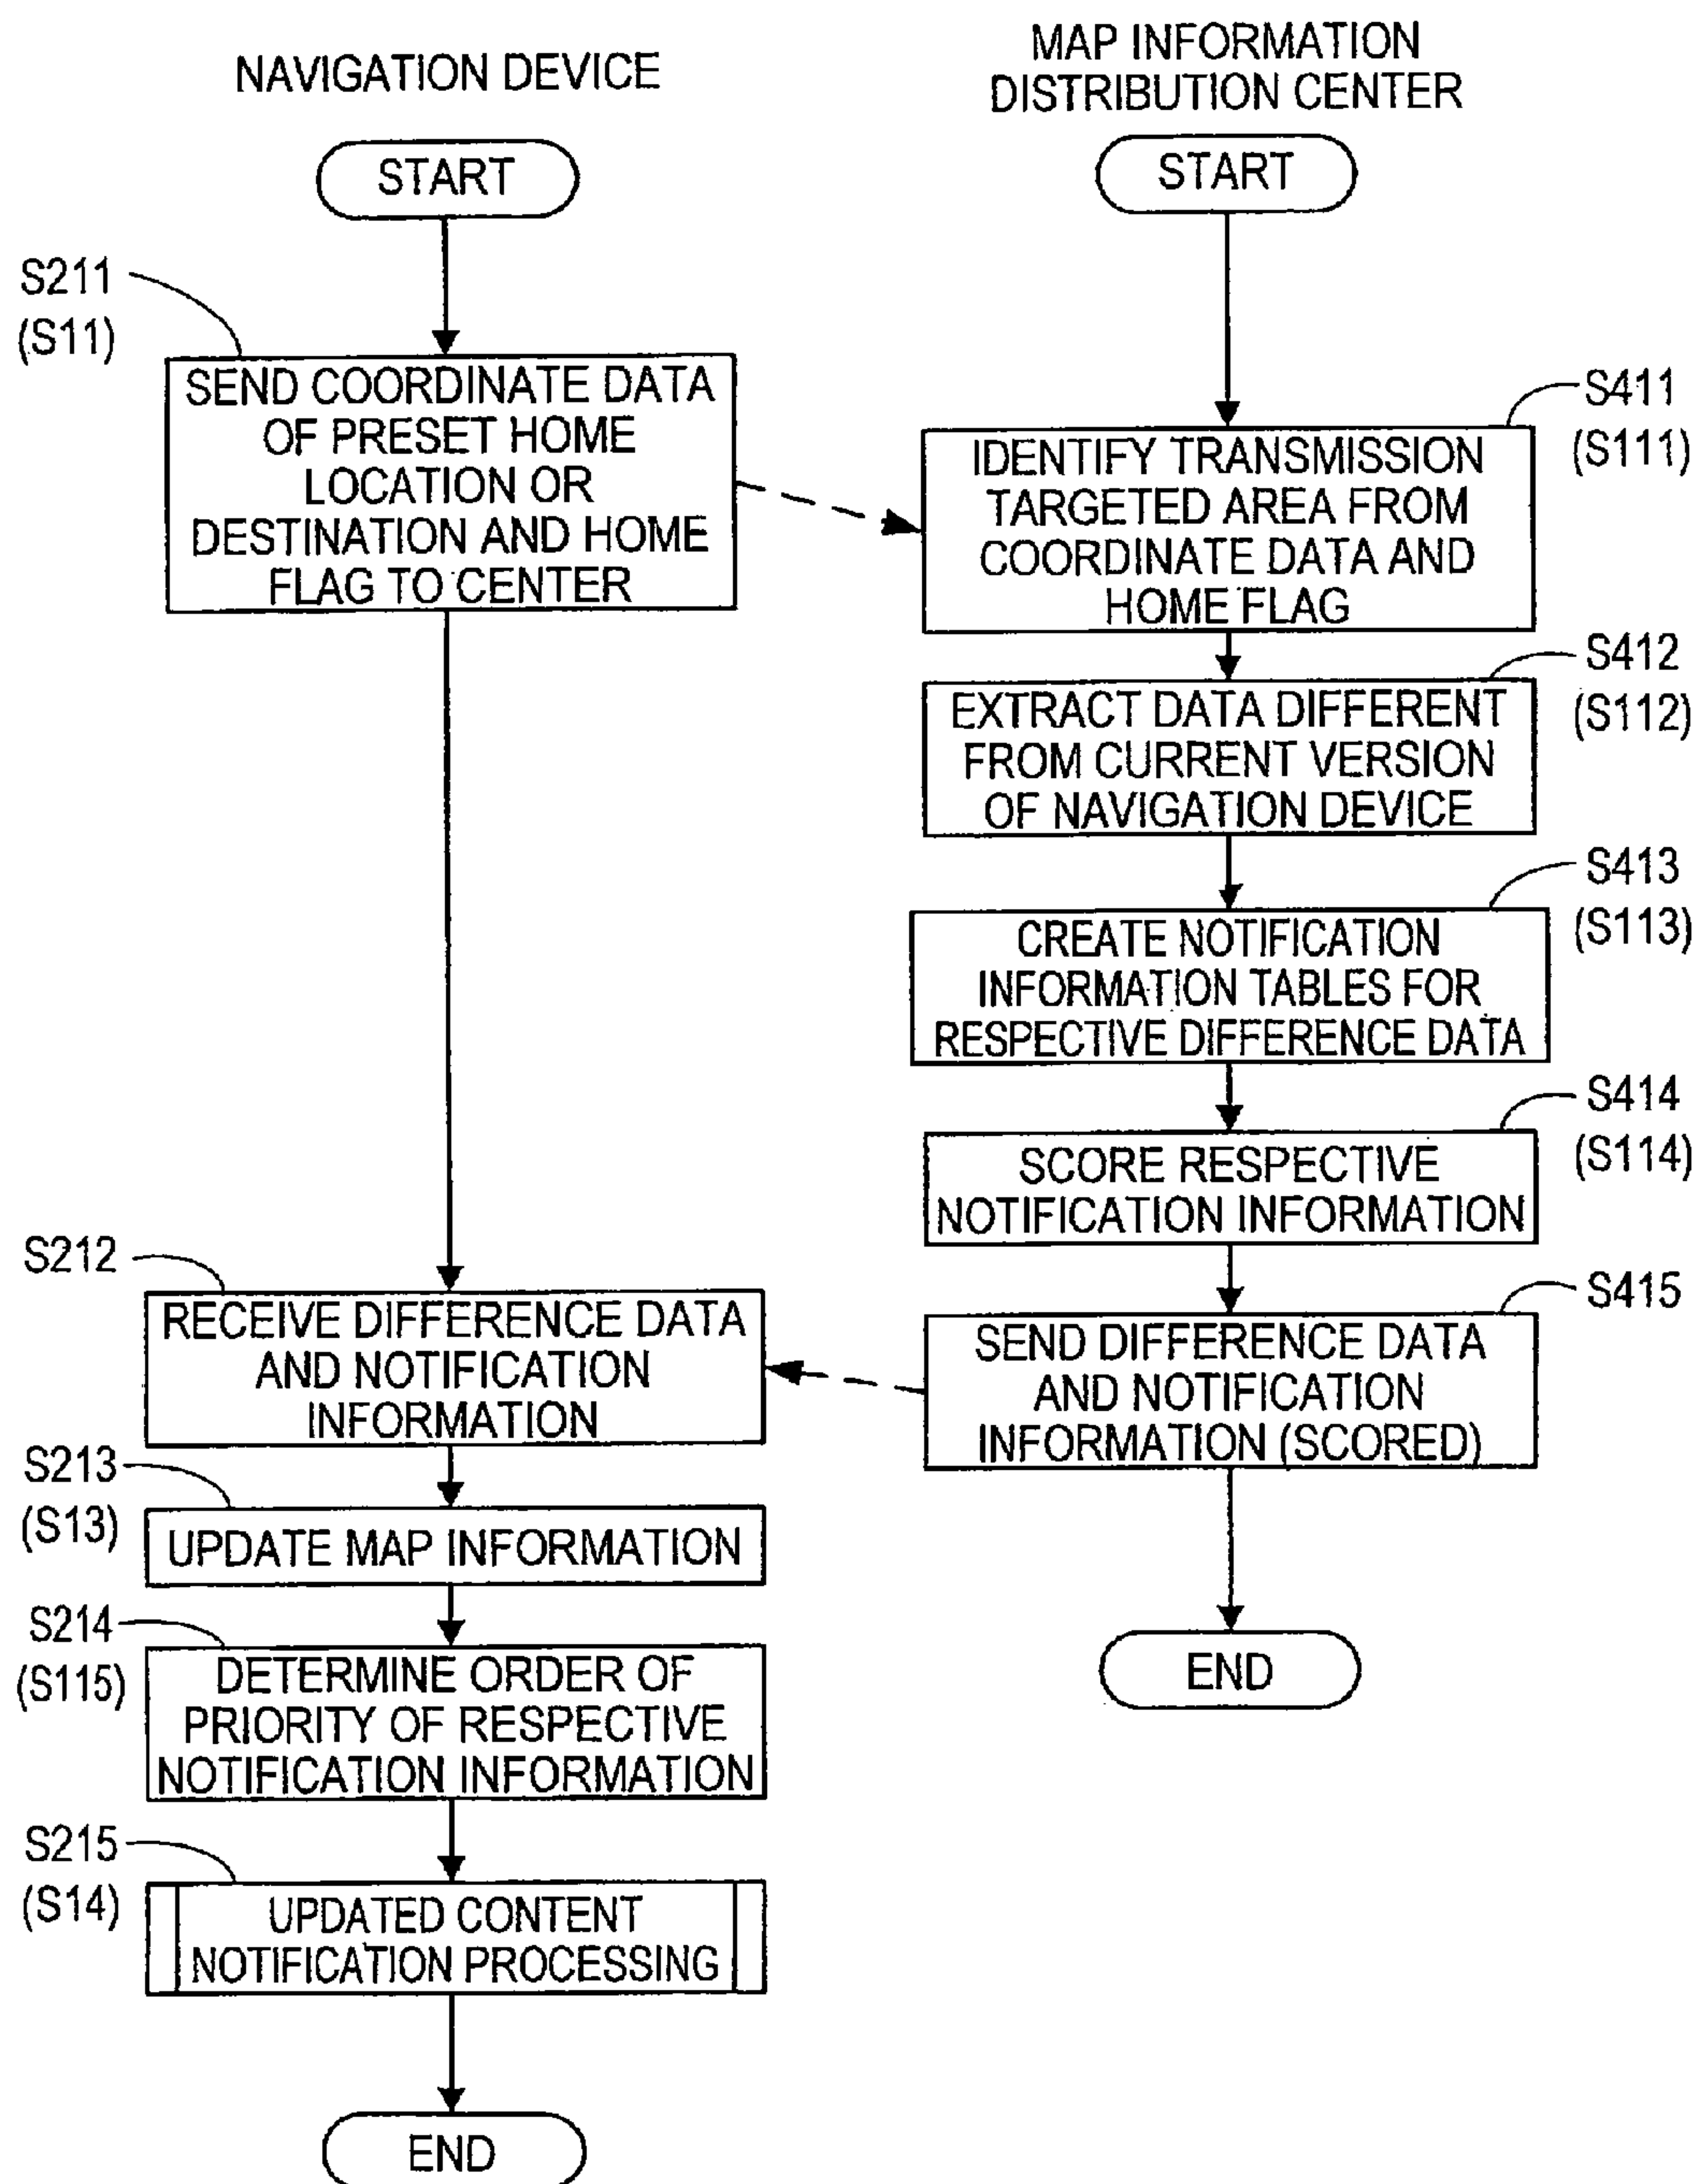 NAVIGATION DEVICE
START
S211
(S11)
SEND COORDINATE DATA
OF PRESET HOME
LOCATION OR
DESTINATION AND HOME
FLAG TO CENTER
S212
RECEIVE DIFFERENCE DATA
AND NOTIFICATION
INFORMATION
S213
(S13)
UPDATE MAP INFORMATION
S214
(S115)
DETERMINE ORDER OF
PRIORITY OF RESPECTIVE
NOTIFICATION INFORMATION
S215
(S14)
UPDATED CONTENT
NOTIFICATION PROCESSING
END
MAP INFORMATION
DISTRIBUTION CENTER
START
S411
(S111)
IDENTIFY TRANSMISSION
TARGETED AREA FROM
COORDINATE DATA AND
HOME FLAG
S412
(S112)
EXTRACT DATA DIFFERENT
FROM CURRENT VERSION
OF NAVIGATION DEVICE
S413
(S113)
CREATE NOTIFICATION
INFORMATION TABLES FOR
RESPECTIVE DIFFERENCE DATA
S414
(S114)
SCORE RESPECTIVE
NOTIFICATION INFORMATION
S415
SEND DIFFERENCE DATA
AND NOTIFICATION
INFORMATION (SCORED)
END